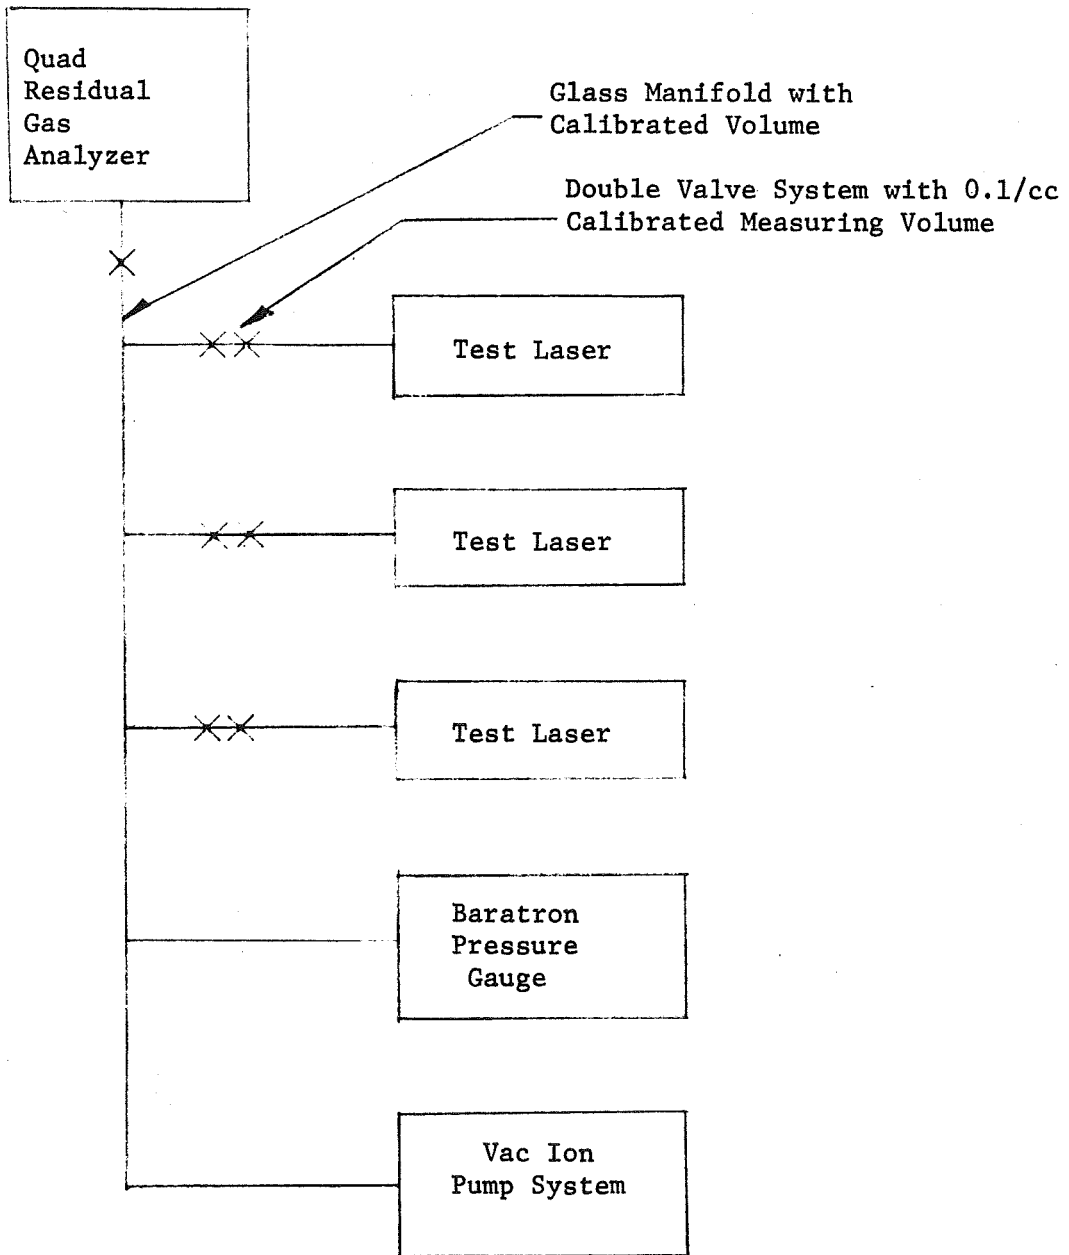 Quad
Residual
Gas
Analyzer
Glass Manifold with
Calibrated Volume
Double Valve System with 0.1/cc
Calibrated Measuring Volume
Test Laser
Test Laser
Test Laser
Baratron
Pressure
Gauge
Vac Ion
Pump System